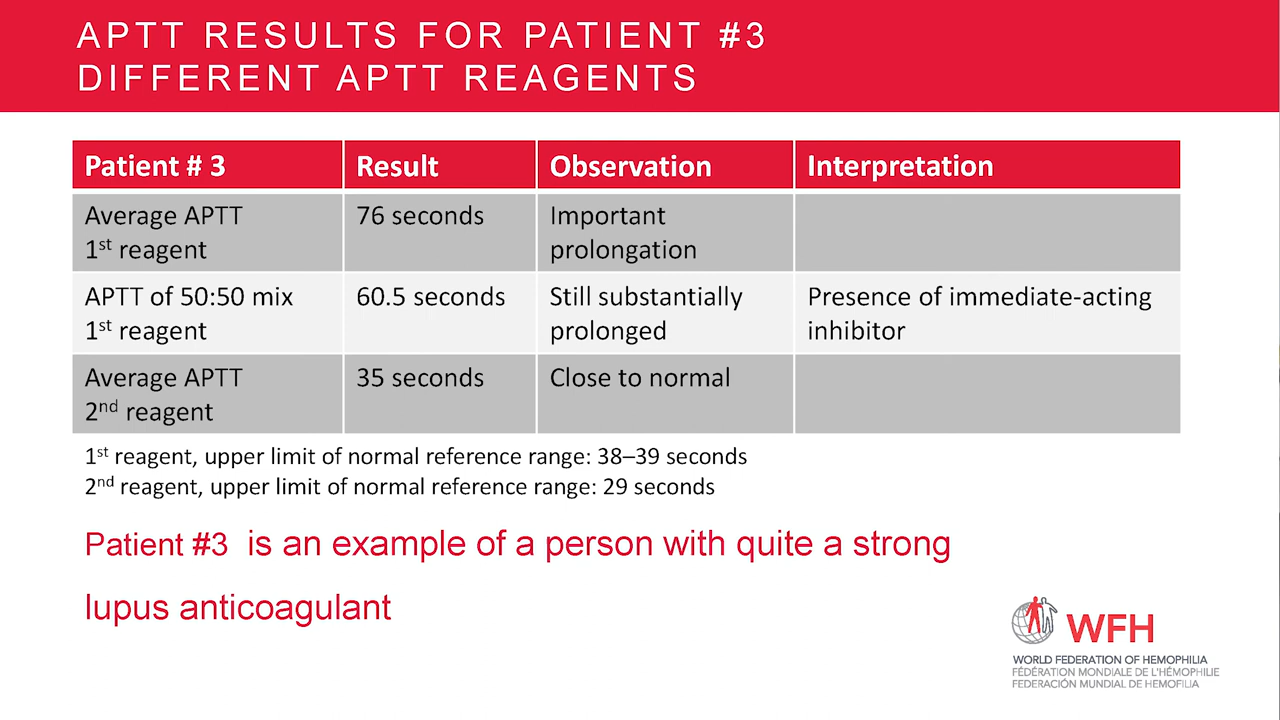 APTT RESULTS FOR PATIENT #3
DIFFERENT APTT REAGENTS
Patient # 3 Result Observation Interpretation
Average APTT
1st reagent
76 seconds
Important
prolongation
APTT of 50:50 mix
1st reagent
60.5 seconds
Still substantially
prolonged
Presence of immediate-acting
inhibitor
Average APTT
2nd reagent
35 seconds
Close to normal
1st reagent, upper limit of normal reference range: 38–39 seconds
2nd reagent, upper limit of normal reference range: 29 seconds
Patient #3 is an example of a person with quite a strong
lupus anticoagulant
WFH
WORLD FEDERATION OF HEMOPHILIA
FÉDÉRATION MONDIALE DE L'HÉMOPHILIE
FEDERACIÓN MUNDIAL DE HEMOFILIA